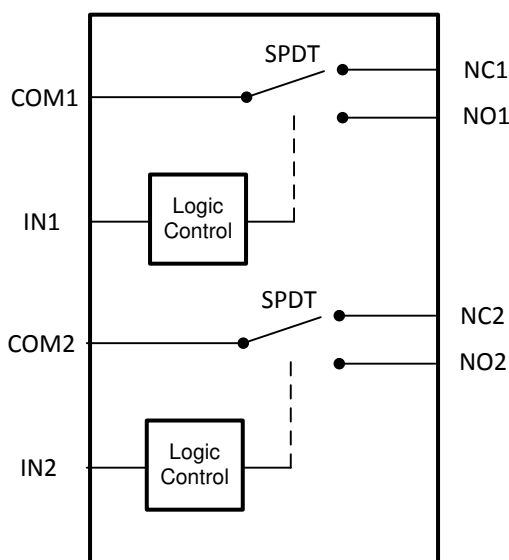 SPDT
NC1
COM1
NO1
Logic
Control
IN1
SPDT
NC2
COM2
NO2
Logic
Control
IN2